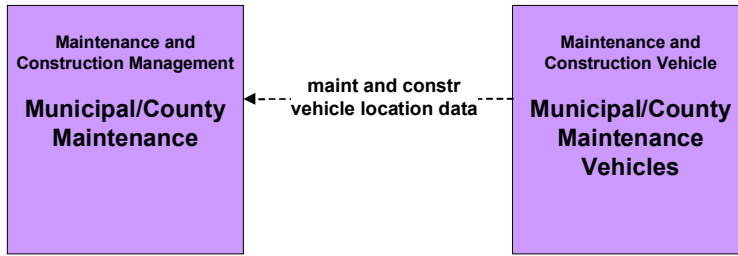 Maintenance and
Construction Management
Municipal/County
Maintenance
maint and constr
vehicle location data
Maintenance and
Construction Vehicle
Municipal/County
Maintenance
Vehicles